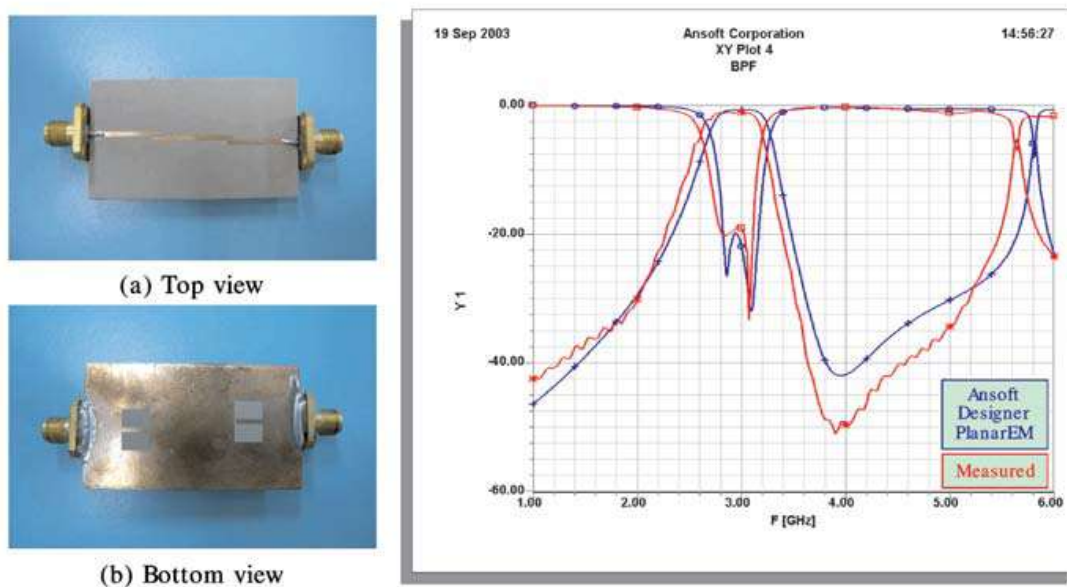 (a) Top view
(b) Bottom view
19 Sep 2003
Ansoft Corporation
14:56:27
XY Plot 4
BPF
Y 1
0.00
-20.00
-40.00
-60.00
1.00
2.00
3.00
4.00
5.00
6.00
F [GHz]
Ansoft
Designer
PlanarEM
Measured